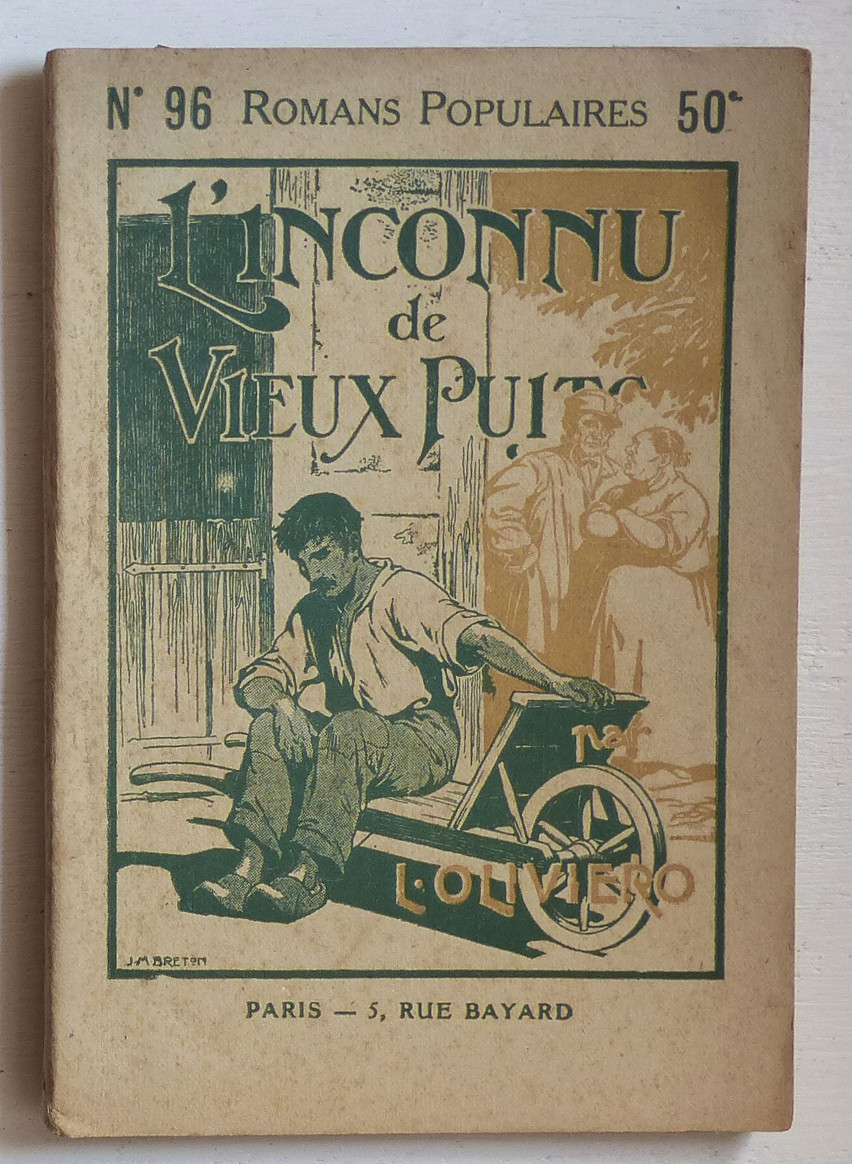 N° 96 ROMANS POPULAIRES 50c
L'INCONNU
de
VIEUX PUITS
par
L. OLIVIERO
J-M BRETON
PARIS — 5, RUE BAYARD